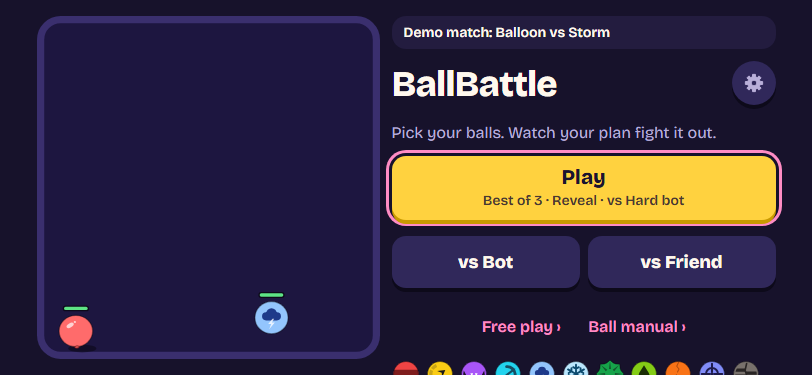 Demo match: Balloon vs Storm
BallBattle
Pick your balls. Watch your plan fight it out.
Play
Best of 3 · Reveal · vs Hard bot
vs Bot
vs Friend
Free play ›
Ball manual ›